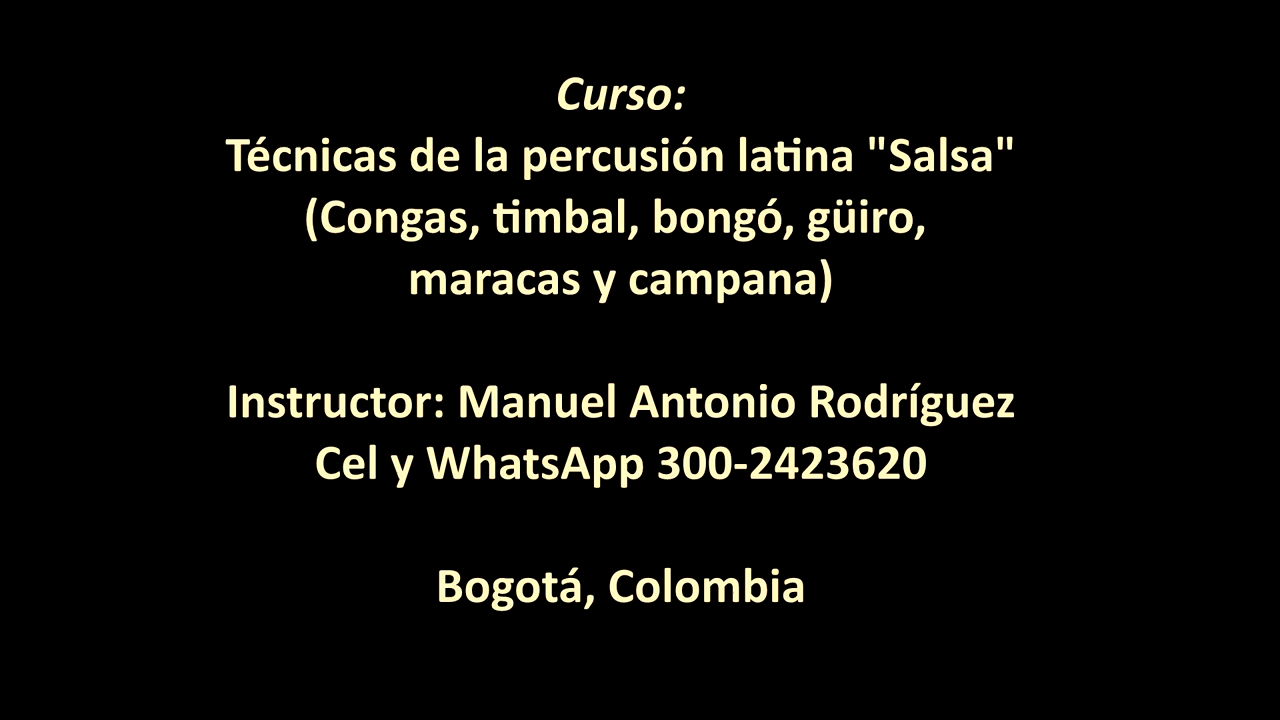 Curso:
Técnicas de la percusión latina "Salsa"
(Congas, timbal, bongó, güiro,
maracas y campana)
Instructor: Manuel Antonio Rodríguez
Cel y WhatsApp 300-2423620
Bogotá, Colombia